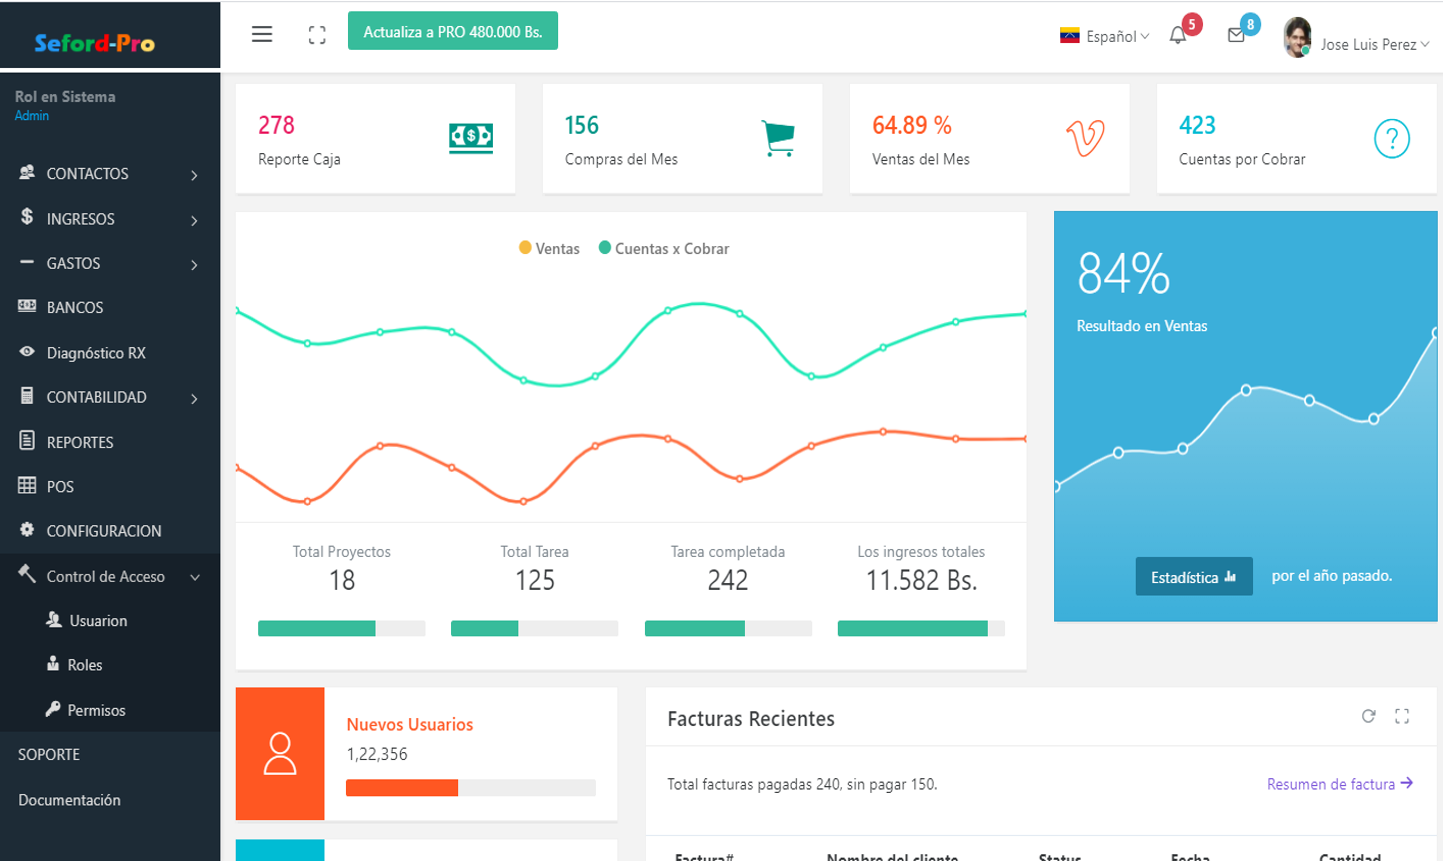 Seford-Pro
Actualiza a PRO 480.000 Bs.
Español
5
8
Jose Luis Perez
Rol en Sistema
Admin
CONTACTOS
INGRESOS
GASTOS
BANCOS
Diagnóstico RX
CONTABILIDAD
REPORTES
POS
CONFIGURACION
Control de Acceso
Usuarion
Roles
Permisos
SOPORTE
Documentación
278
Reporte Caja
156
Compras del Mes
64.89 %
Ventas del Mes
423
Cuentas por Cobrar
Ventas Cuentas x Cobrar
84%
Resultado en Ventas
Estadística por el año pasado.
Total Proyectos
18
Total Tarea
125
Tarea completada
242
Los ingresos totales
11.582 Bs.
Nuevos Usuarios
1,22,356
Facturas Recientes
Total facturas pagadas 240, sin pagar 150.
Resumen de factura
Factura# Nombre del cliente Status Fecha Cantidad